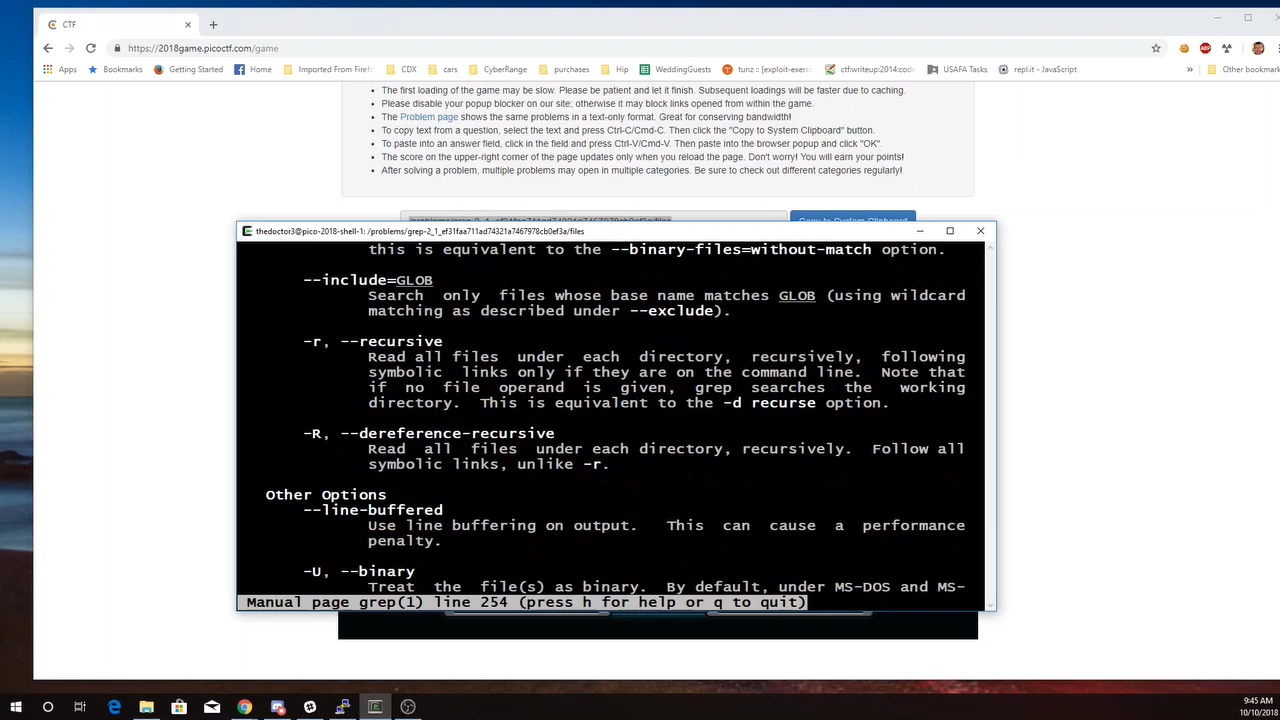 CTF
https://2018game.picoctf.com/game
Apps Bookmarks Getting Started Home Imported From Firef CDX cars CyberRange purchases Hip WeddingGuests tunz ::[exploit-exerci ctf:writeup:2014:code USAFA Tasks repl.it - JavaScript » Other bookmark
• The first loading of the game may be slow. Please be patient and let it finish. Subsequent loadings will be faster due to caching.
• Please disable your popup blocker on our site; otherwise it may block links opened from within the game.
• The Problem page shows the same problems in a text-only format. Great for conserving bandwidth!
• To copy text from a question, select the text and press Ctrl-C/Cmd-C. Then click the "Copy to System Clipboard" button.
• To paste into an answer field, click in the field and press Ctrl-V/Cmd-V. Then paste into the browser popup and click "OK".
• The score on the upper-right corner of the page updates only when you reload the page. Don't worry! You will earn your points!
• After solving a problem, multiple problems may open in multiple categories. Be sure to check out different categories regularly!
Copy to System Clipboard
thedoctor3@pico-2018-shell-1: /problems/grep-2_1_ef31faa711ad74321a7467978cb0ef3a/files
this is equivalent to the --binary-files=without-match option.
--include=GLOB
Search only files whose base name matches GLOB (using wildcard
matching as described under --exclude).
-r, --recursive
Read all files under each directory, recursively, following
symbolic links only if they are on the command line. Note that
if no file operand is given, grep searches the working
directory. This is equivalent to the -d recurse option.
-R, --dereference-recursive
Read all files under each directory, recursively. Follow all
symbolic links, unlike -r.
Other Options
--line-buffered
Use line buffering on output. This can cause a performance
penalty.
-U, --binary
Treat the file(s) as binary. By default, under MS-DOS and MS-
Manual page grep(1) line 254 (press h for help or q to quit)
9:45 AM
10/10/2018